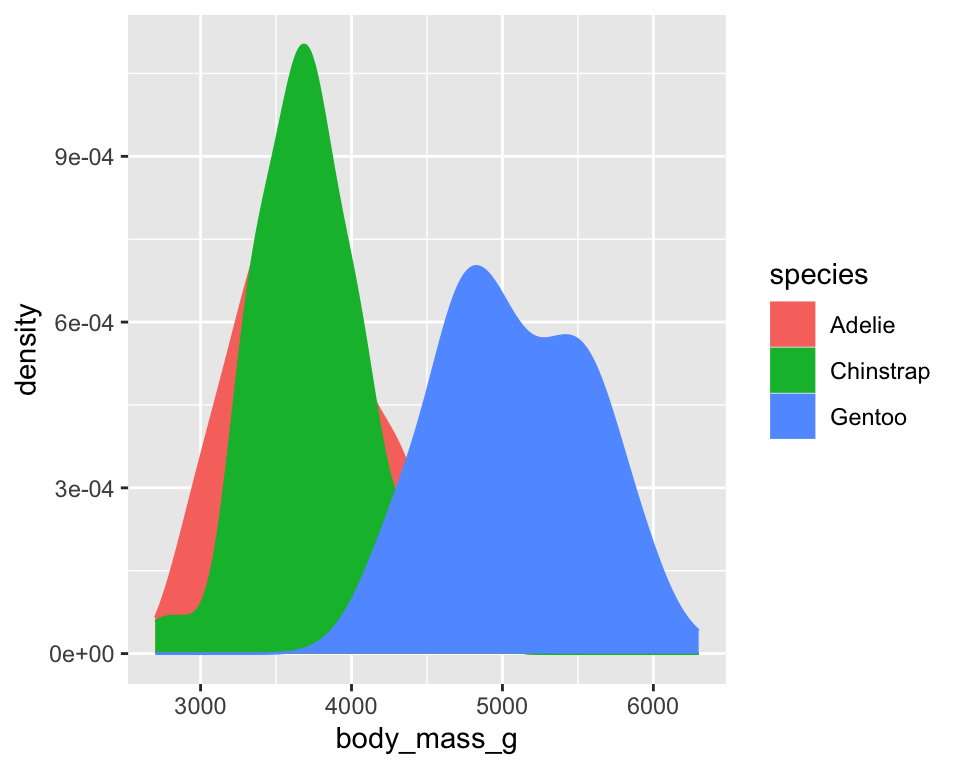 9e-04
6e-04
3e-04
0e+00
density
3000
4000
5000
6000
body_mass_g
species
Adelie
Chinstrap
Gentoo